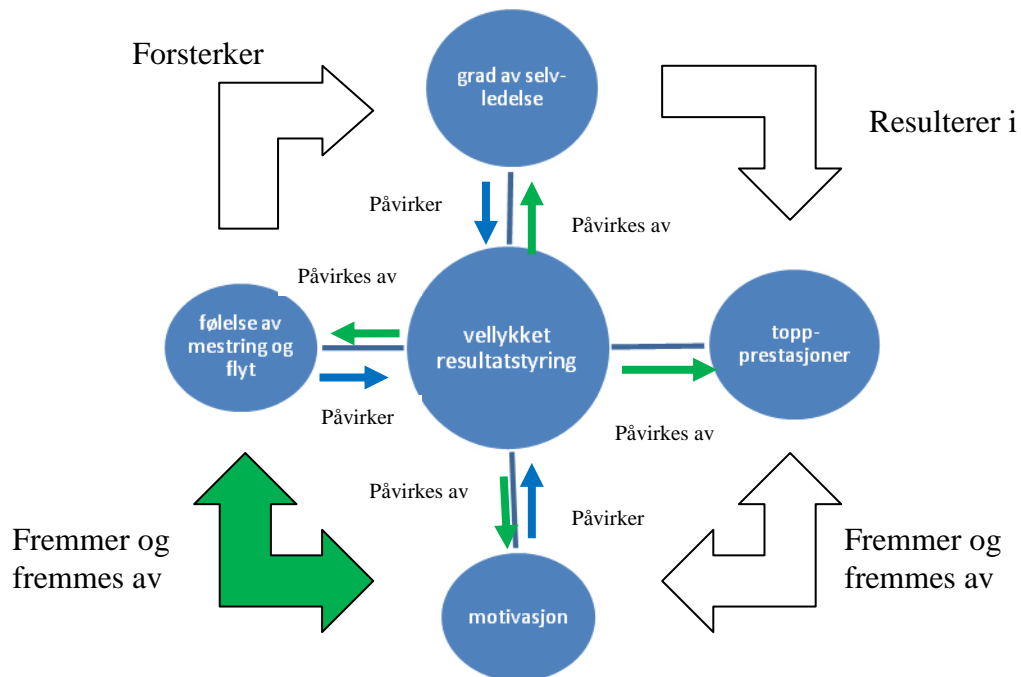 Forsterker
grad av selv-
ledelse
Resulterer i
Påvirker
Påvirkes av
Påvirkes av
følelse av
mestring og
flyt
vellykket
resultatstyring
topp-
prestasjoner
Påvirker
Påvirkes av
Påvirkes av
Påvirker
Fremmer og
fremmes av
Fremmer og
fremmes av
motivasjon